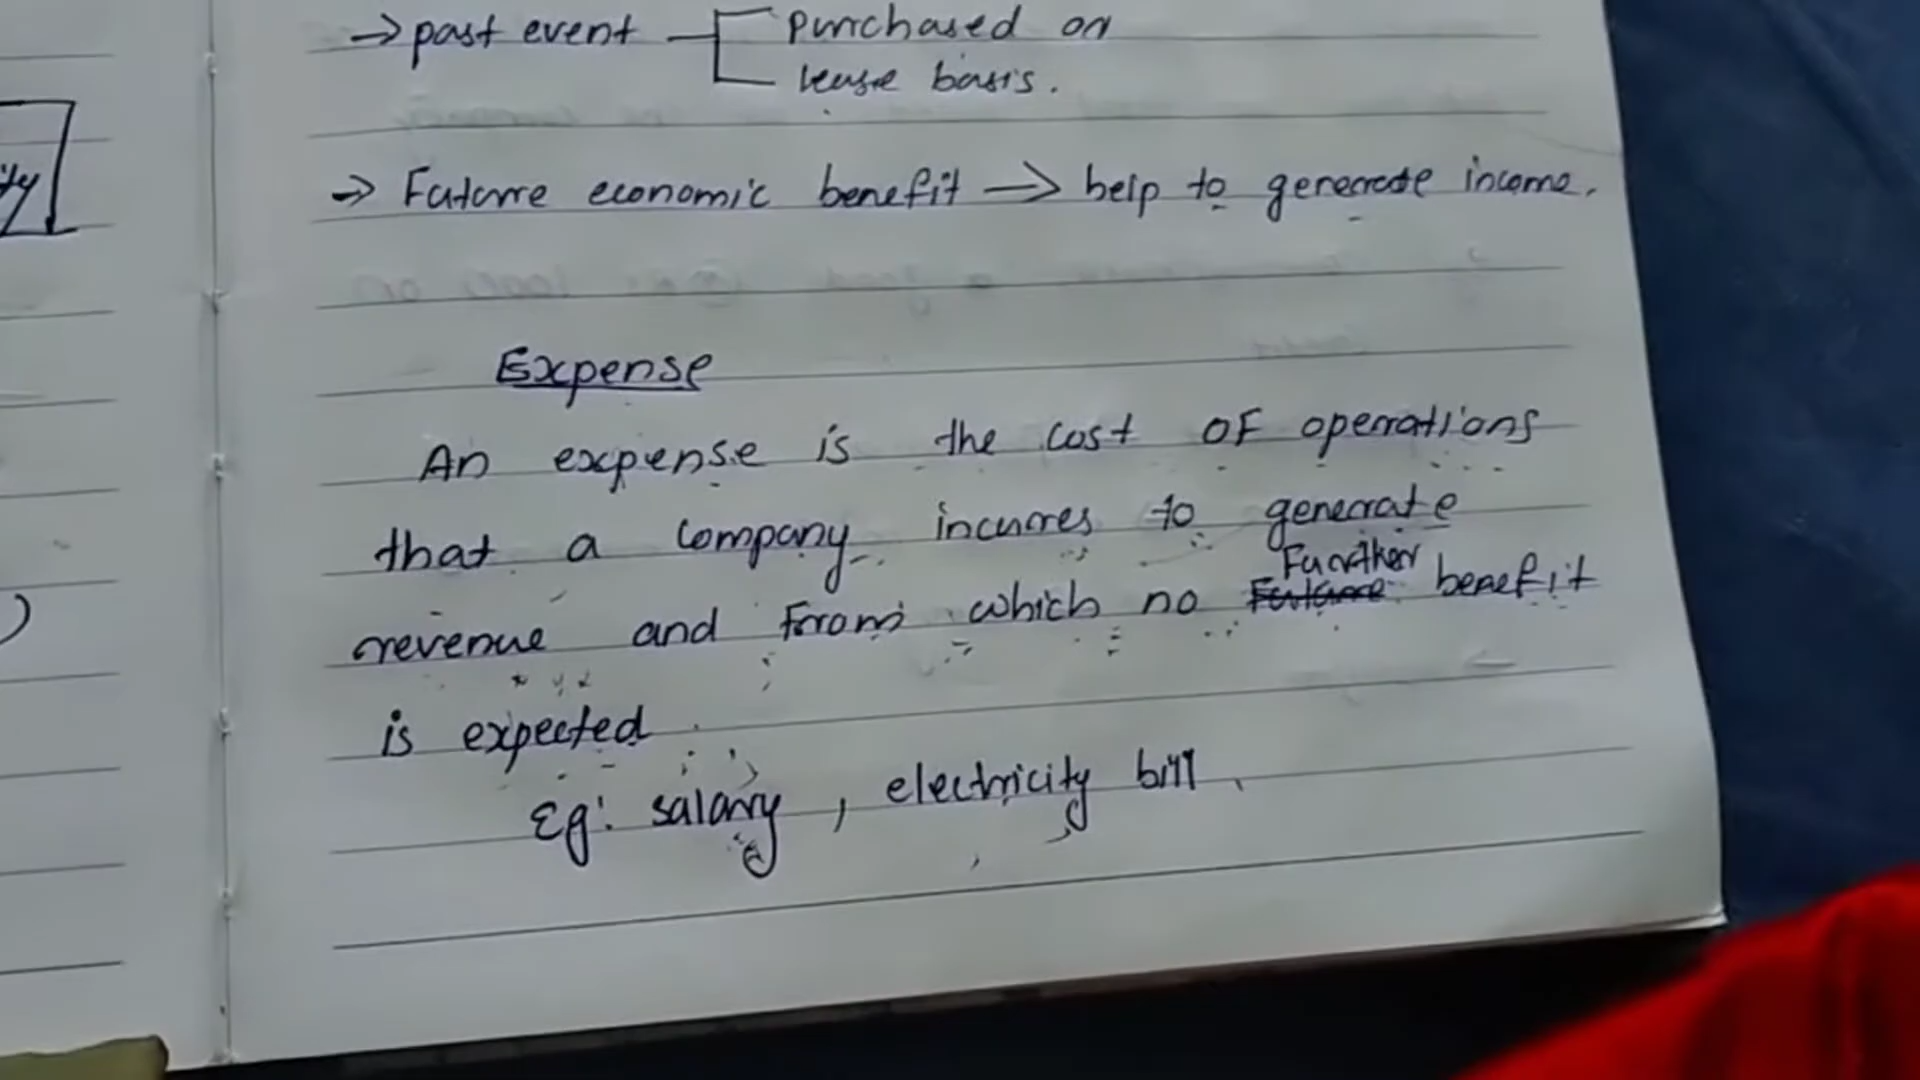 → past event — purchased on
lease basis.
→ Future economic benefit → help to generate income.
Expense
An expense is the cost of operations
that a company incures to generate
Further
revenue and from which no Future benefit
is expected
Eg: salary, electricity bill